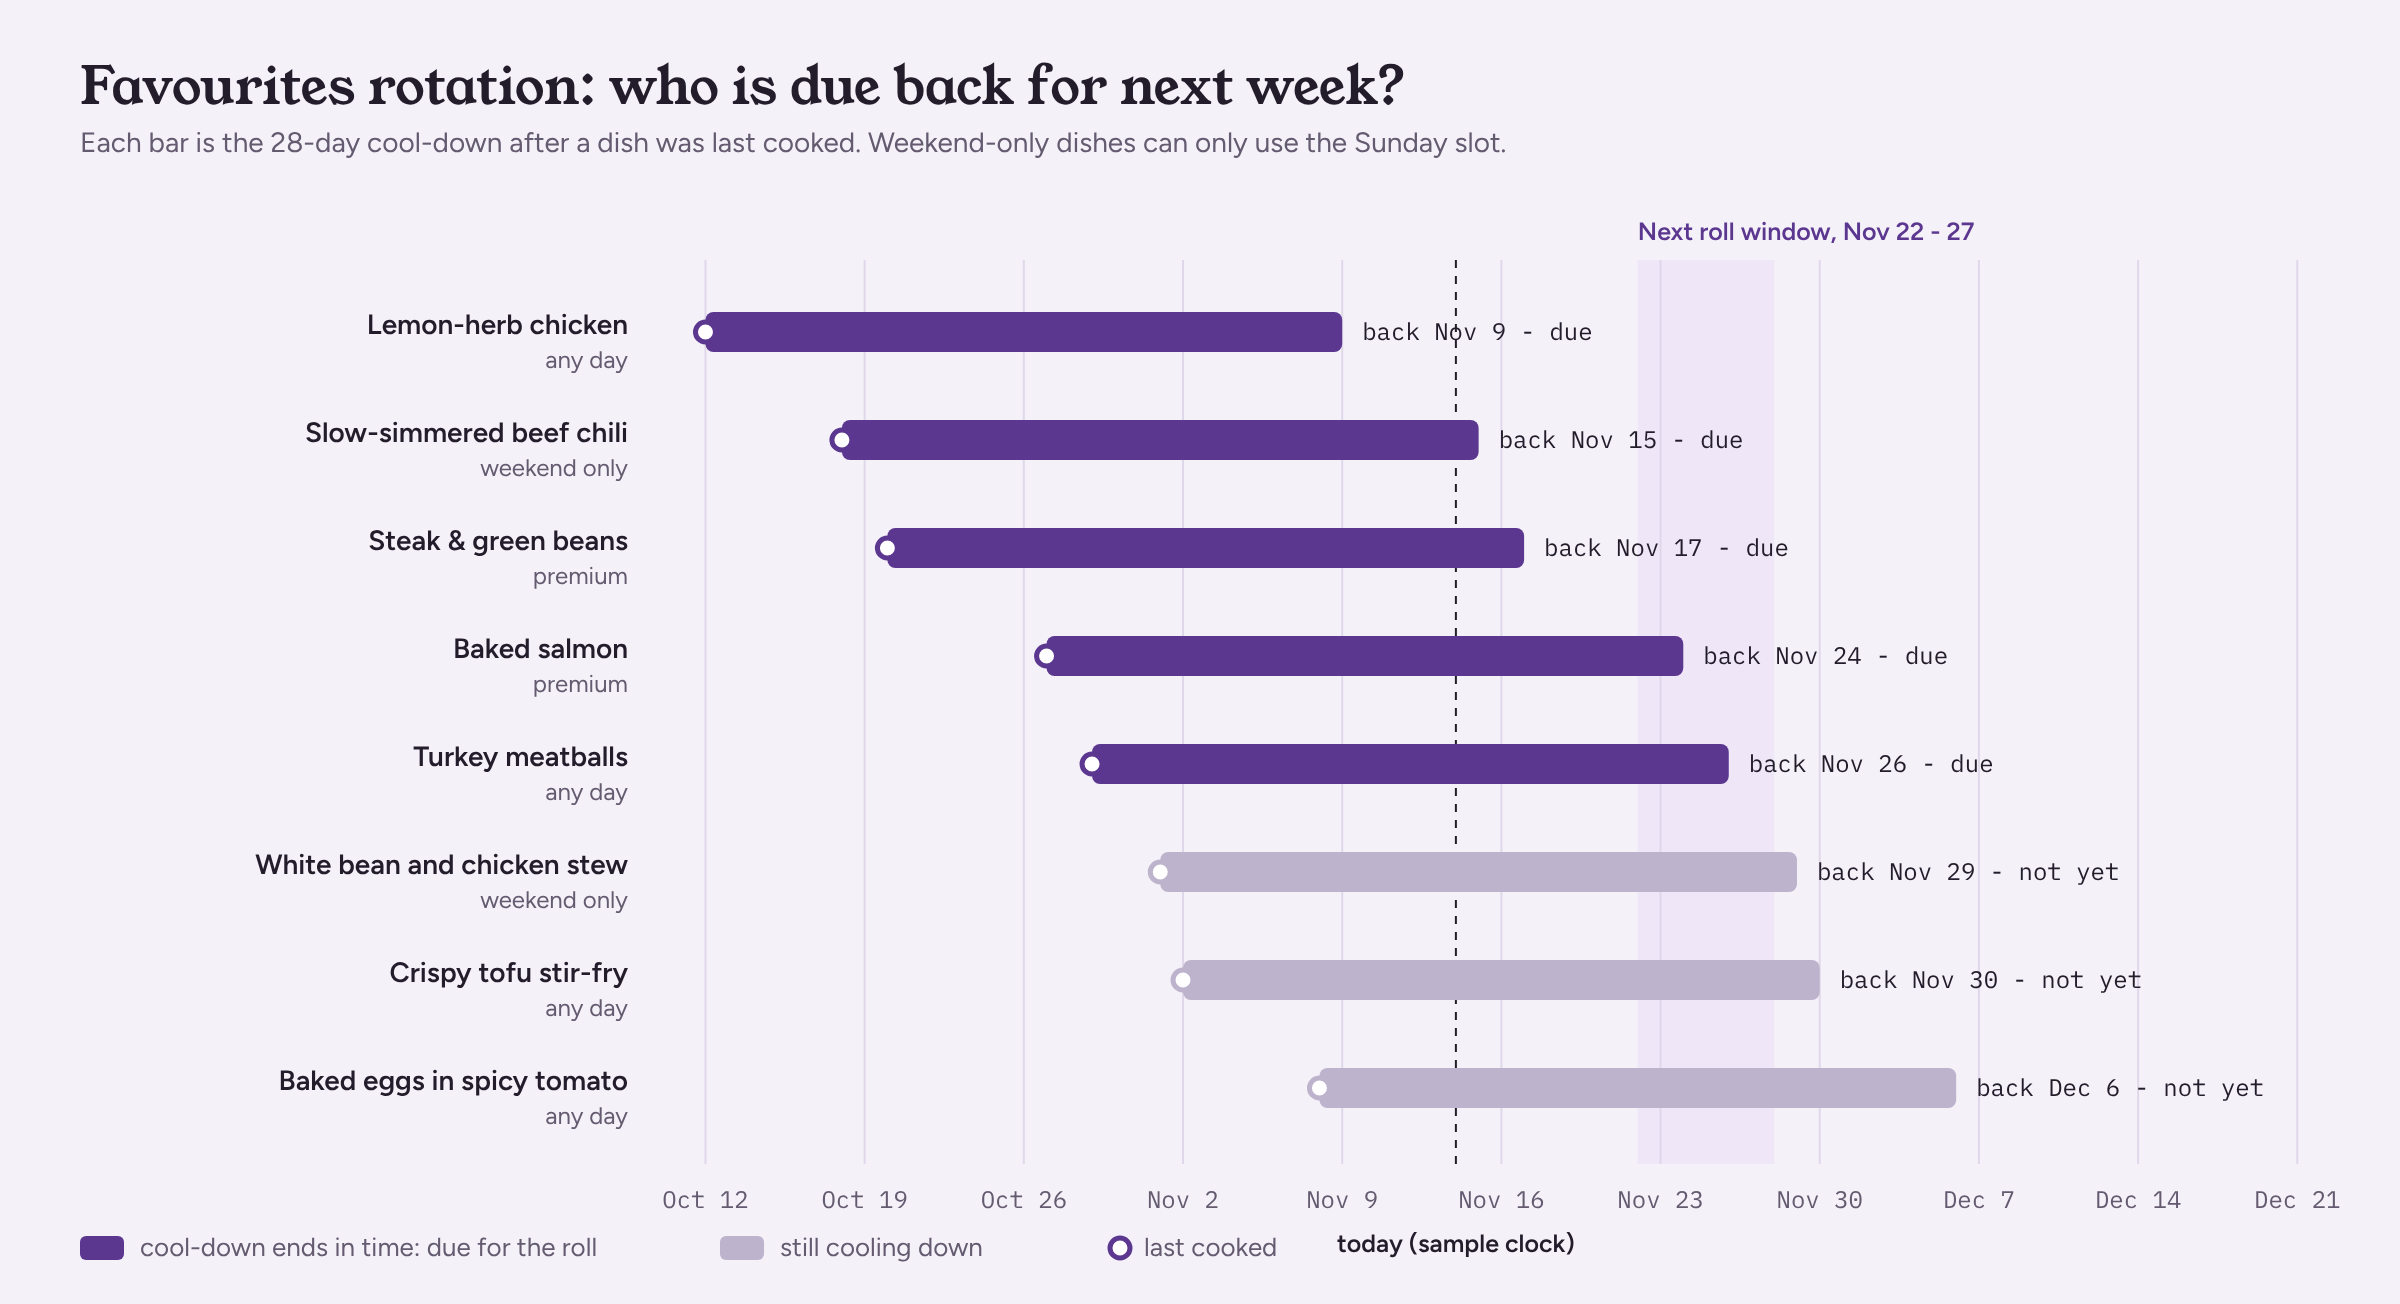 Favourites rotation: who is due back for next week?
Each bar is the 28-day cool-down after a dish was last cooked. Weekend-only dishes can only use the Sunday slot.
Next roll window, Nov 22 - 27
Lemon-herb chicken
any day
back Nov 9 - due
Slow-simmered beef chili
weekend only
back Nov 15 - due
Steak & green beans
premium
back Nov 17 - due
Baked salmon
premium
back Nov 24 - due
Turkey meatballs
any day
back Nov 26 - due
White bean and chicken stew
weekend only
back Nov 29 - not yet
Crispy tofu stir-fry
any day
back Nov 30 - not yet
Baked eggs in spicy tomato
any day
back Dec 6 - not yet
Oct 12 Oct 19 Oct 26 Nov 2 Nov 9 Nov 16 Nov 23 Nov 30 Dec 7 Dec 14 Dec 21
cool-down ends in time: due for the roll still cooling down last cooked today (sample clock)